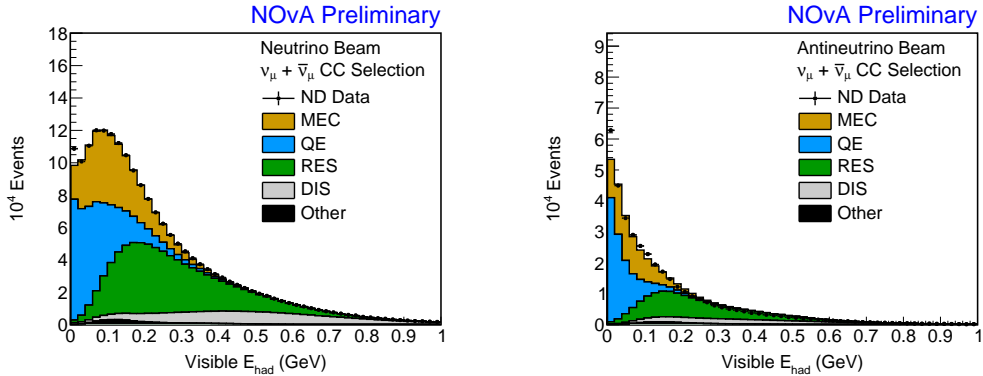 NOvA Preliminary
Neutrino Beam
νμ + ν̄μ CC Selection
ND Data
MEC
QE
RES
DIS
Other
10⁴ Events
18
16
14
12
10
8
6
4
2
0
0 0.1 0.2 0.3 0.4 0.5 0.6 0.7 0.8 0.9 1
Visible E_had (GeV)
NOvA Preliminary
Antineutrino Beam
νμ + ν̄μ CC Selection
ND Data
MEC
QE
RES
DIS
Other
10⁴ Events
9
8
7
6
5
4
3
2
1
0
0 0.1 0.2 0.3 0.4 0.5 0.6 0.7 0.8 0.9 1
Visible E_had (GeV)